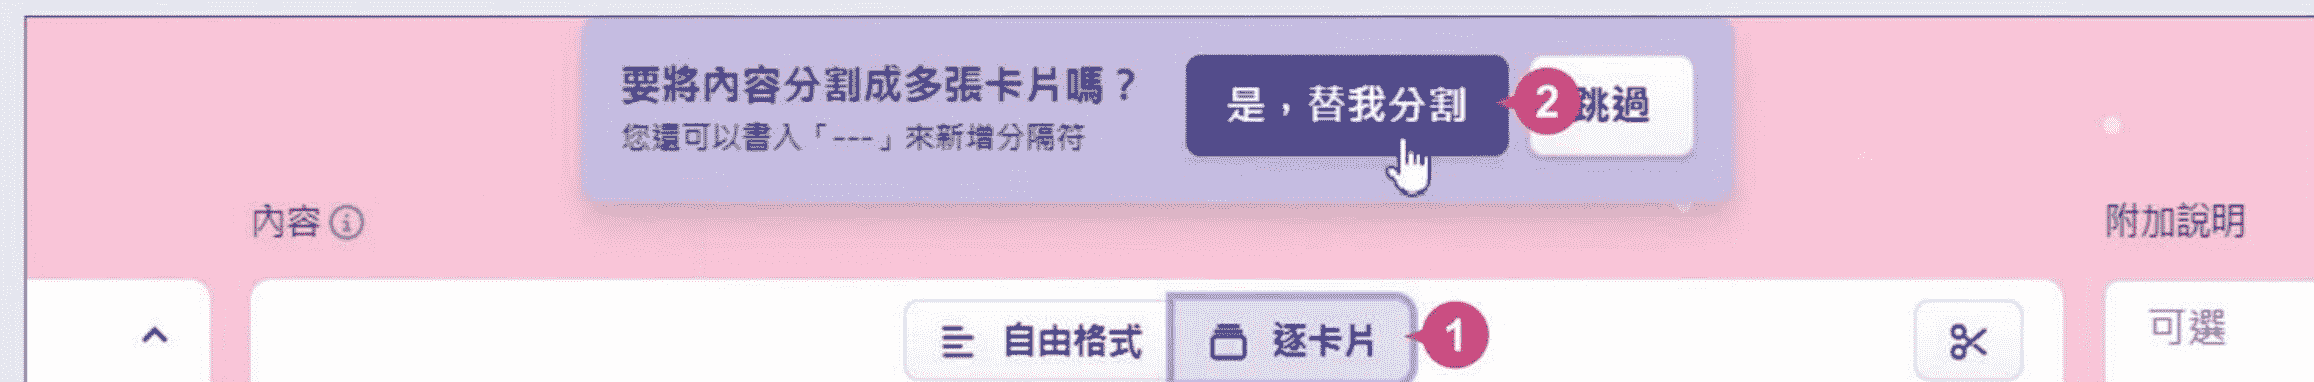 要將內容分割成多張卡片嗎？
您還可以書入「---」來新增分隔符
是，替我分割
2
跳過
內容
附加說明
自由格式
逐卡片
1
可選